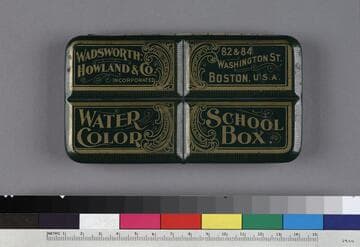 WADSWORTH:
HOWLAND & CO.
INCORPORATED
82 & 84
WASHINGTON ST.
BOSTON, U.S.A.
WATER
COLOR
SCHOOL
BOX.